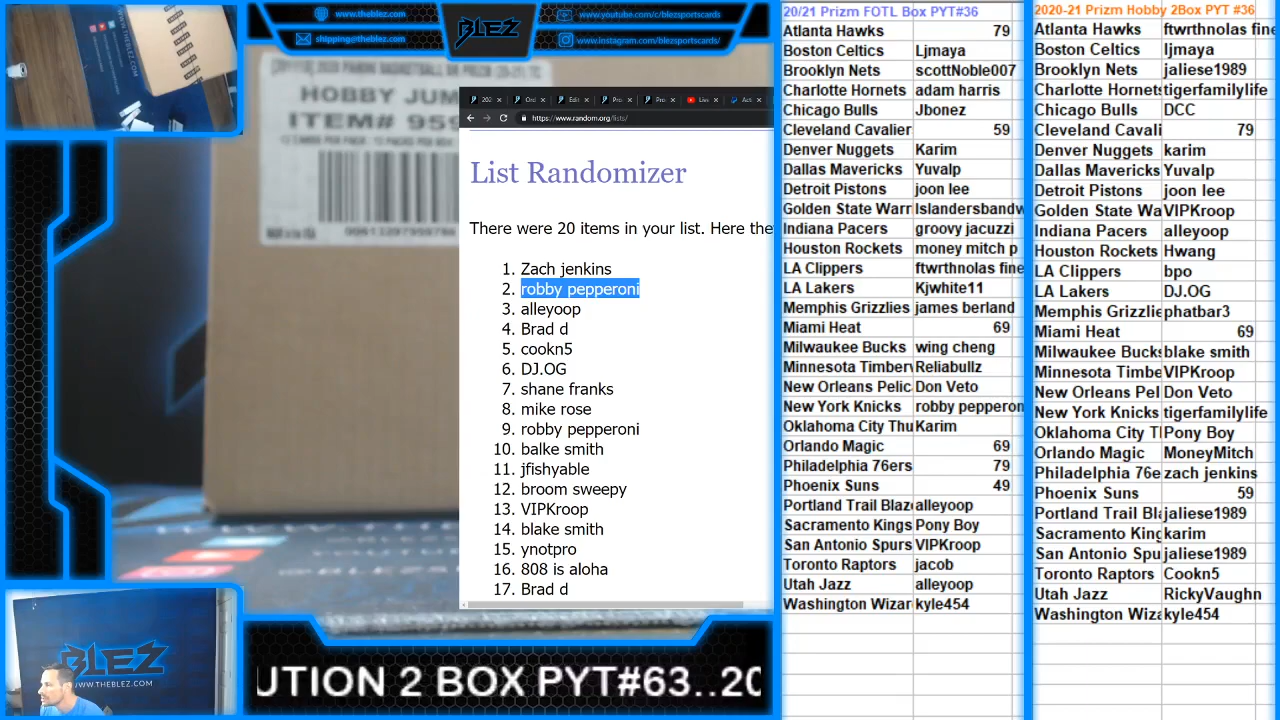 www.theblez.com
shipping@theblez.com
BLEZ
www.youtube.com/c/blezsportscards
www.instagram.com/blezsportscards/
HOBBY JUM
ITEM# 959
https://www.random.org/lists/
List Randomizer
There were 20 items in your list. Here the
1. Zach jenkins
2. robby pepperoni
3. alleyoop
4. Brad d
5. cookn5
6. DJ.OG
7. shane franks
8. mike rose
9. robby pepperoni
10. balke smith
11. jfishyable
12. broom sweepy
13. VIPKroop
14. blake smith
15. ynotpro
16. 808 is aloha
17. Brad d
BLEZ
WWW.THEBLEZ.COM
UTION 2 BOX PYT#63..20
20/21 Prizm FOTL Box PYT#36
Atlanta Hawks 79
Boston Celtics Ljmaya
Brooklyn Nets scottNoble007
Charlotte Hornets adam harris
Chicago Bulls Jbonez
Cleveland Cavalier 59
Denver Nuggets Karim
Dallas Mavericks Yuvalp
Detroit Pistons joon lee
Golden State Warr Islandersbandw
Indiana Pacers groovy jacuzzi
Houston Rockets money mitch p
LA Clippers ftwrthnolas fine
LA Lakers Kjwhite11
Memphis Grizzlies james berland
Miami Heat 69
Milwaukee Bucks wing cheng
Minnesota Timberv Reliabullz
New Orleans Pelic Don Veto
New York Knicks robby pepperon
Oklahoma City Thu Karim
Orlando Magic 69
Philadelphia 76ers 79
Phoenix Suns 49
Portland Trail Blaz alleyoop
Sacramento Kings Pony Boy
San Antonio Spurs VIPKroop
Toronto Raptors jacob
Utah Jazz alleyoop
Washington Wizar kyle454
2020-21 Prizm Hobby 2Box PYT #36
Atlanta Hawks ftwrthnolas fine
Boston Celtics ljmaya
Brooklyn Nets jaliese1989
Charlotte Hornets tigerfamilylife
Chicago Bulls DCC
Cleveland Cavali 79
Denver Nuggets karim
Dallas Mavericks Yuvalp
Detroit Pistons joon lee
Golden State Wa VIPKroop
Indiana Pacers alleyoop
Houston Rockets Hwang
LA Clippers bpo
LA Lakers DJ.OG
Memphis Grizzlie phatbar3
Miami Heat 69
Milwaukee Bucks blake smith
Minnesota Timbe VIPKroop
New Orleans Pel Don Veto
New York Knicks tigerfamilylife
Oklahoma City T Pony Boy
Orlando Magic MoneyMitch
Philadelphia 76e zach jenkins
Phoenix Suns 59
Portland Trail Bla jaliese1989
Sacramento King karim
San Antonio Spu jaliese1989
Toronto Raptors Cookn5
Utah Jazz RickyVaughn
Washington Wiza kyle454